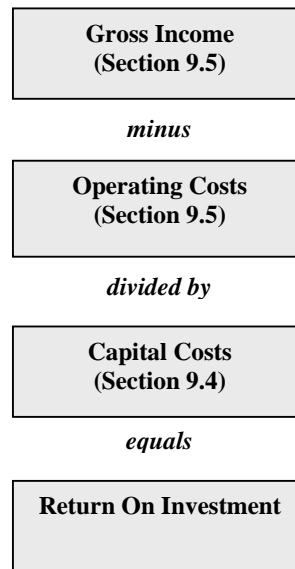 Gross Income
(Section 9.5)
minus
Operating Costs
(Section 9.5)
divided by
Capital Costs
(Section 9.4)
equals
Return On Investment